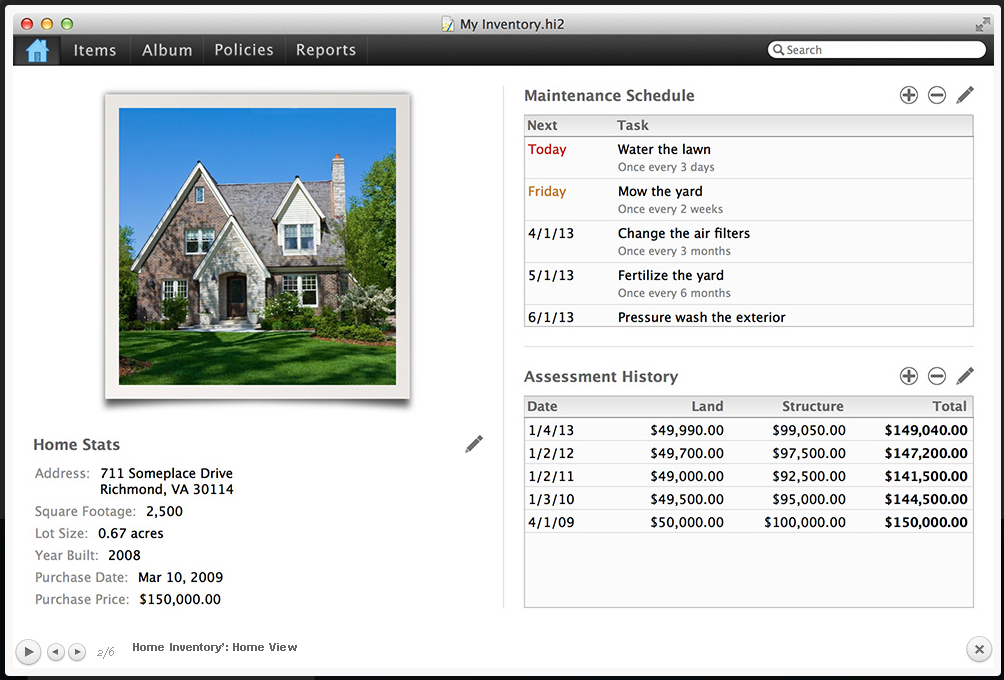 My Inventory.hi2
Items Album Policies Reports
Search
Maintenance Schedule
Next Task
Today Water the lawn
Once every 3 days
Friday Mow the yard
Once every 2 weeks
4/1/13 Change the air filters
Once every 3 months
5/1/13 Fertilize the yard
Once every 6 months
6/1/13 Pressure wash the exterior
Assessment History
Date Land Structure Total
1/4/13 $49,990.00 $99,050.00 $149,040.00
1/2/12 $49,700.00 $97,500.00 $147,200.00
1/2/11 $49,000.00 $92,500.00 $141,500.00
1/3/10 $49,500.00 $95,000.00 $144,500.00
4/1/09 $50,000.00 $100,000.00 $150,000.00
Home Stats
Address: 711 Someplace Drive
Richmond, VA 30114
Square Footage: 2,500
Lot Size: 0.67 acres
Year Built: 2008
Purchase Date: Mar 10, 2009
Purchase Price: $150,000.00
2/6 Home Inventory': Home View